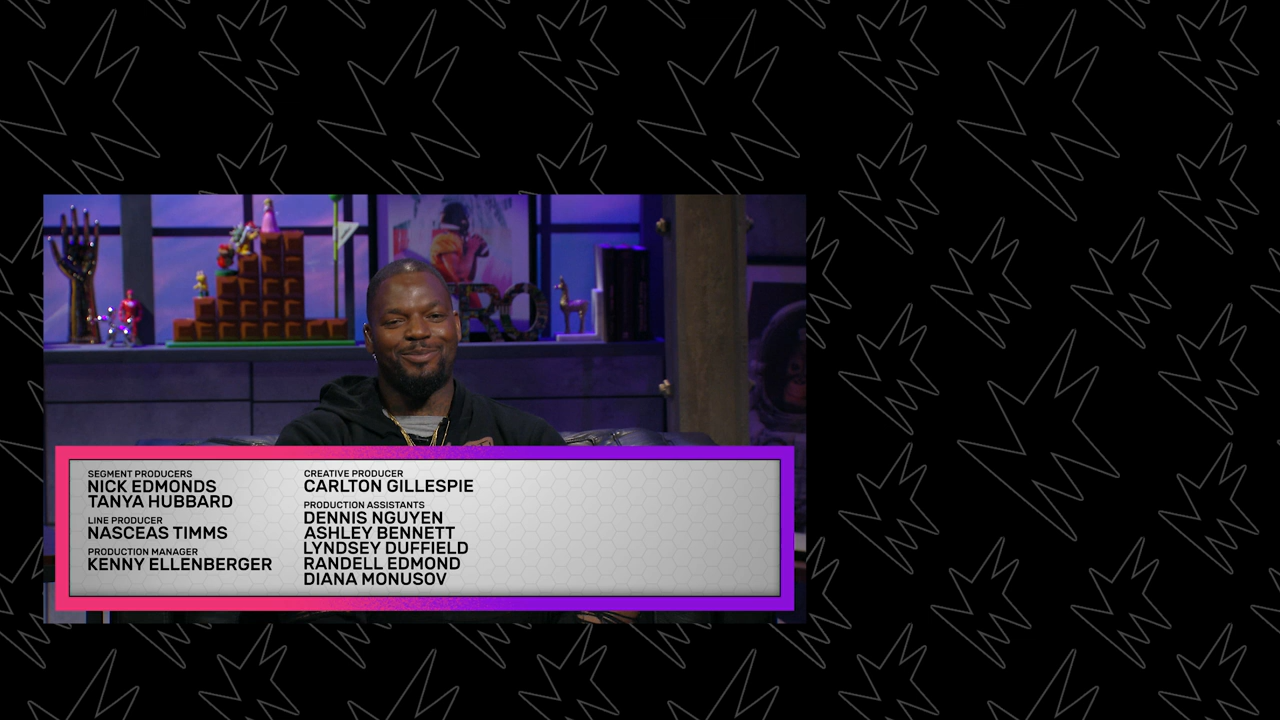 RO
SEGMENT PRODUCERS
NICK EDMONDS
TANYA HUBBARD
LINE PRODUCER
NASCEAS TIMMS
PRODUCTION MANAGER
KENNY ELLENBERGER
CREATIVE PRODUCER
CARLTON GILLESPIE
PRODUCTION ASSISTANTS
DENNIS NGUYEN
ASHLEY BENNETT
LYNDSEY DUFFIELD
RANDELL EDMOND
DIANA MONUSOV